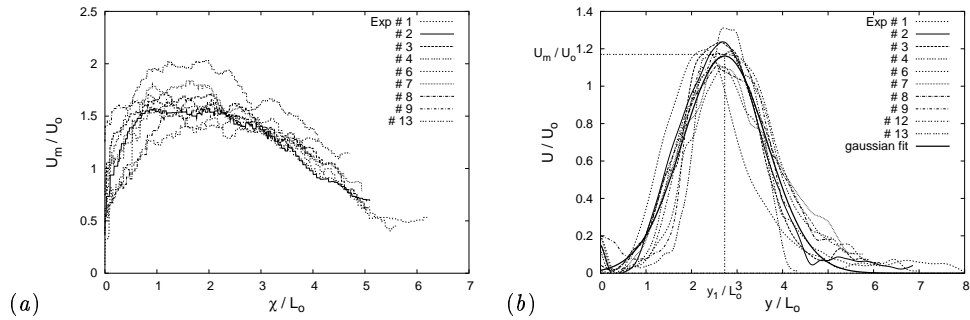 2.5
2
1.5
1
0.5
0
U_m / U_o
0 1 2 3 4 5 6 7
χ / L_o
Exp # 1
# 2
# 3
# 4
# 6
# 7
# 8
# 9
# 13
(a)
1.4
1.2
1
0.8
0.6
0.4
0.2
0
U_m / U_o
U / U_o
0 1 2 3 4 5 6 7 8
y_1 / L_o
y / L_o
Exp # 1
# 2
# 3
# 4
# 6
# 7
# 8
# 9
# 12
# 13
gaussian fit
(b)